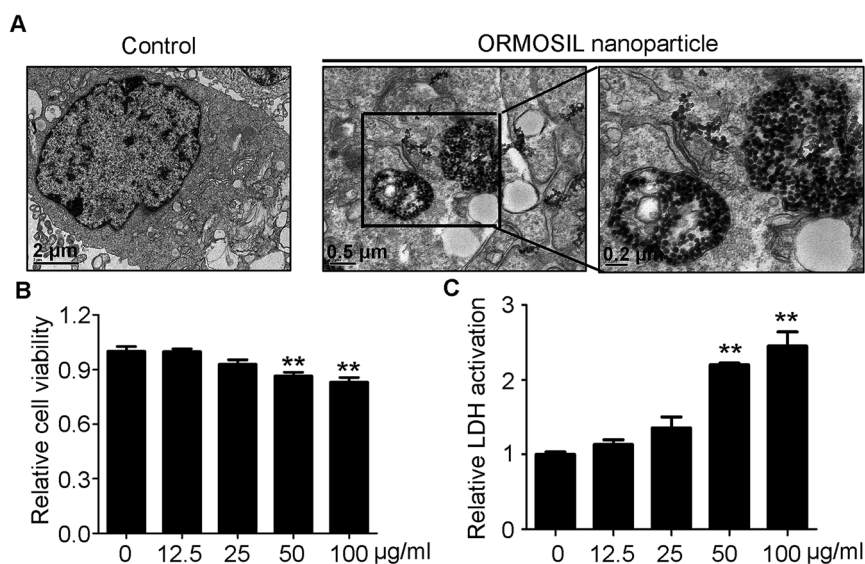 A
Control
ORMOSIL nanoparticle
2 μm
0.5 μm
0.2 μm
B
C
Relative cell viability
1.2
0.9
0.6
0.3
0.0
**
**
0 12.5 25 50 100 μg/ml
Relative LDH activation
3
2
1
0
**
**
0 12.5 25 50 100 μg/ml